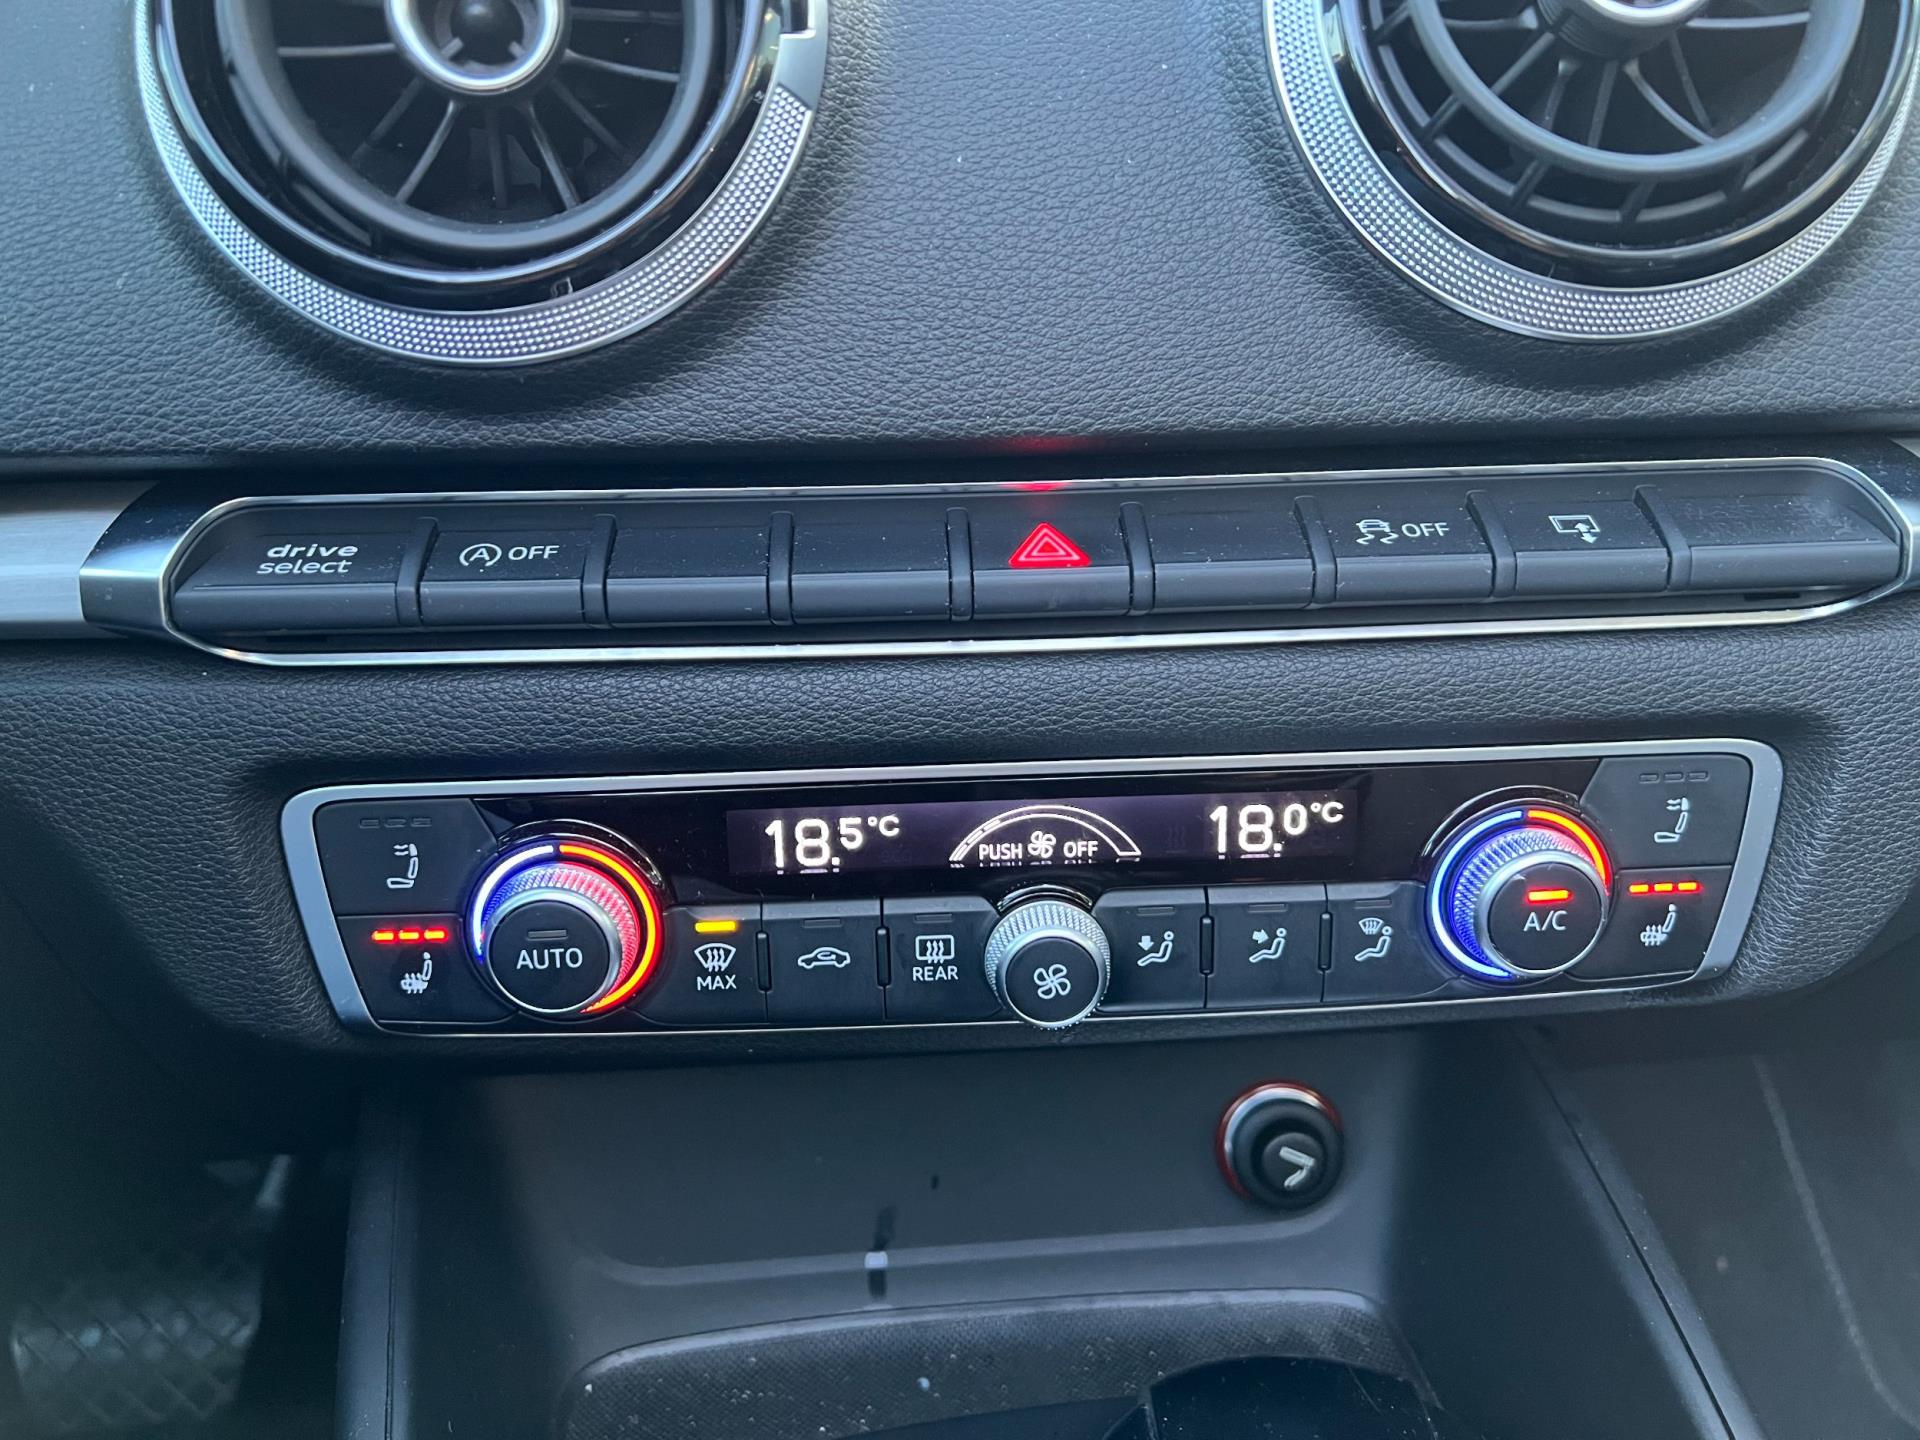 drive
select
A OFF
OFF
18.5°C
PUSH OFF
18.0°C
AUTO
MAX
REAR
A/C